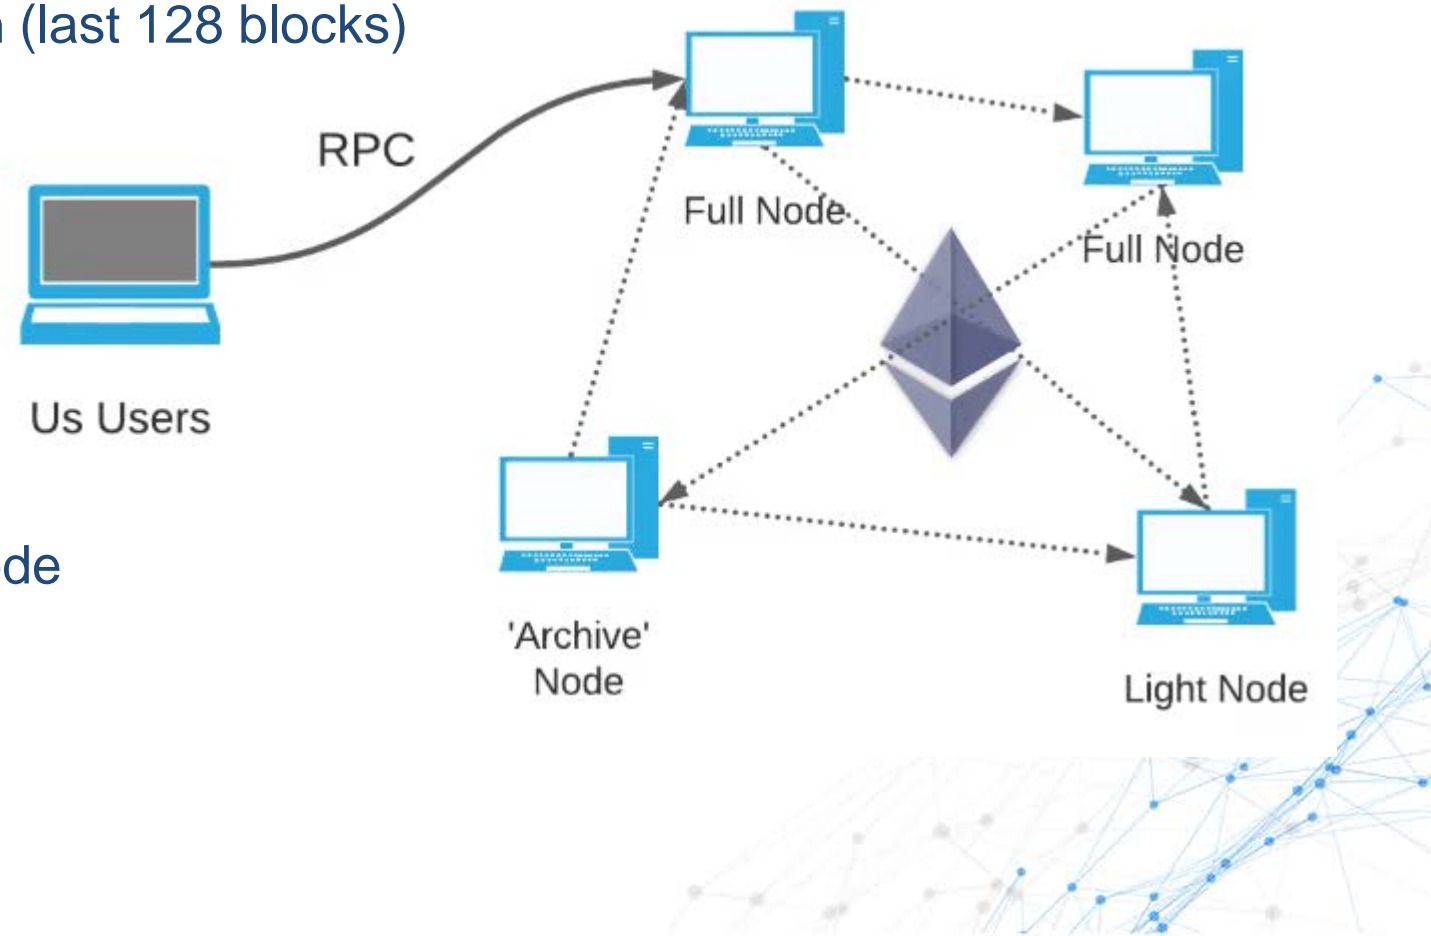 (last 128 blocks)
RPC
Full Node
Full Node
Us Users
de
'Archive'
Node
Light Node